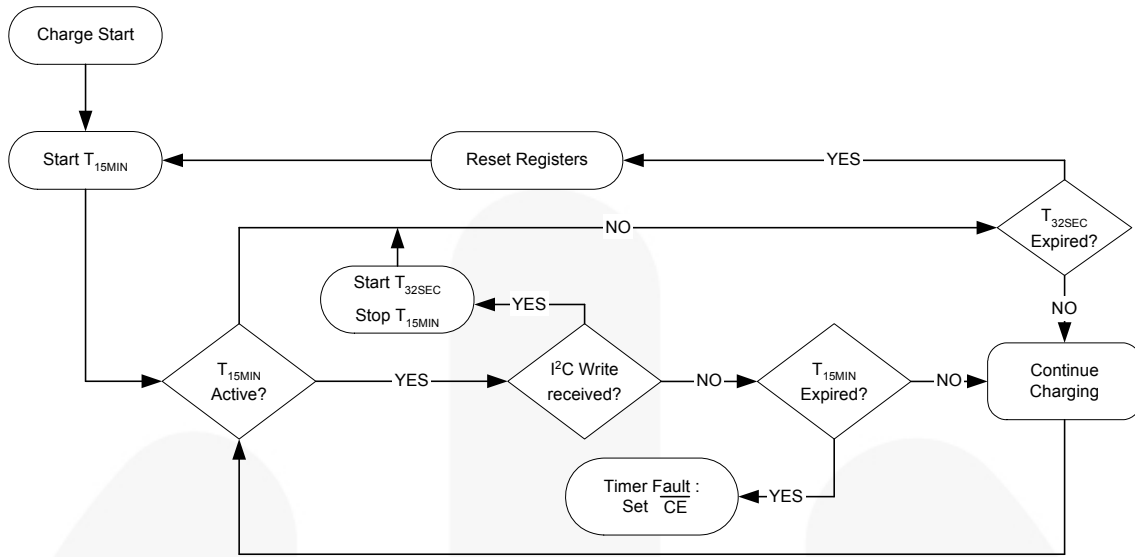 Charge Start
Start T15MIN
Reset Registers
YES
T32SEC
Expired?
NO
Start T32SEC
Stop T15MIN
YES
NO
T15MIN
Active?
YES
I²C Write
received?
NO
T15MIN
Expired?
NO
Continue
Charging
Timer Fault :
Set C̅E̅
YES